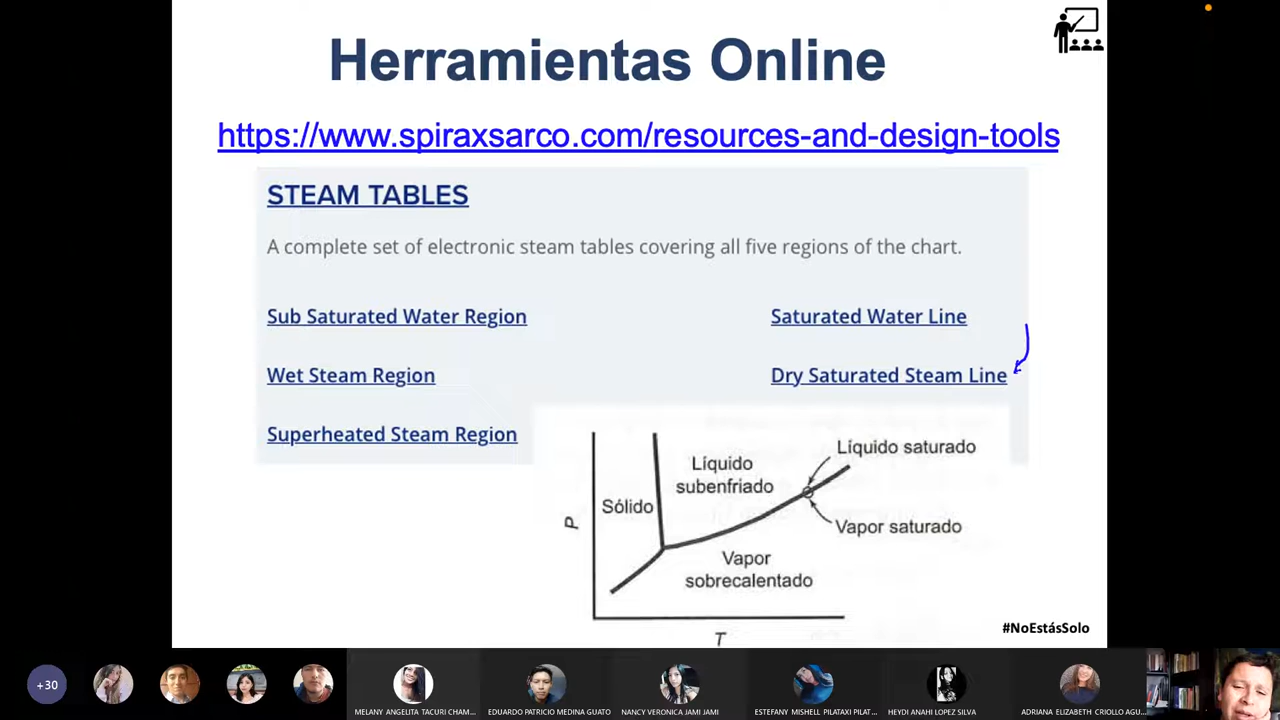 Herramientas Online
https://www.spiraxsarco.com/resources-and-design-tools
STEAM TABLES
A complete set of electronic steam tables covering all five regions of the chart.
Sub Saturated Water Region
Saturated Water Line
Wet Steam Region
Dry Saturated Steam Line
Superheated Steam Region
Líquido saturado
Líquido
subenfriado
Sólido
P
Vapor saturado
Vapor
sobrecalentado
T
#NoEstásSolo
+30
MELANY ANGELITA TACURI CHAM...
EDUARDO PATRICIO MEDINA GUATO
NANCY VERONICA JAMI JAMI
ESTEFANY MISHELL PILATAXI PILAT...
HEYDI ANAHI LOPEZ SILVA
ADRIANA ELIZABETH CRIOLLO AGU...